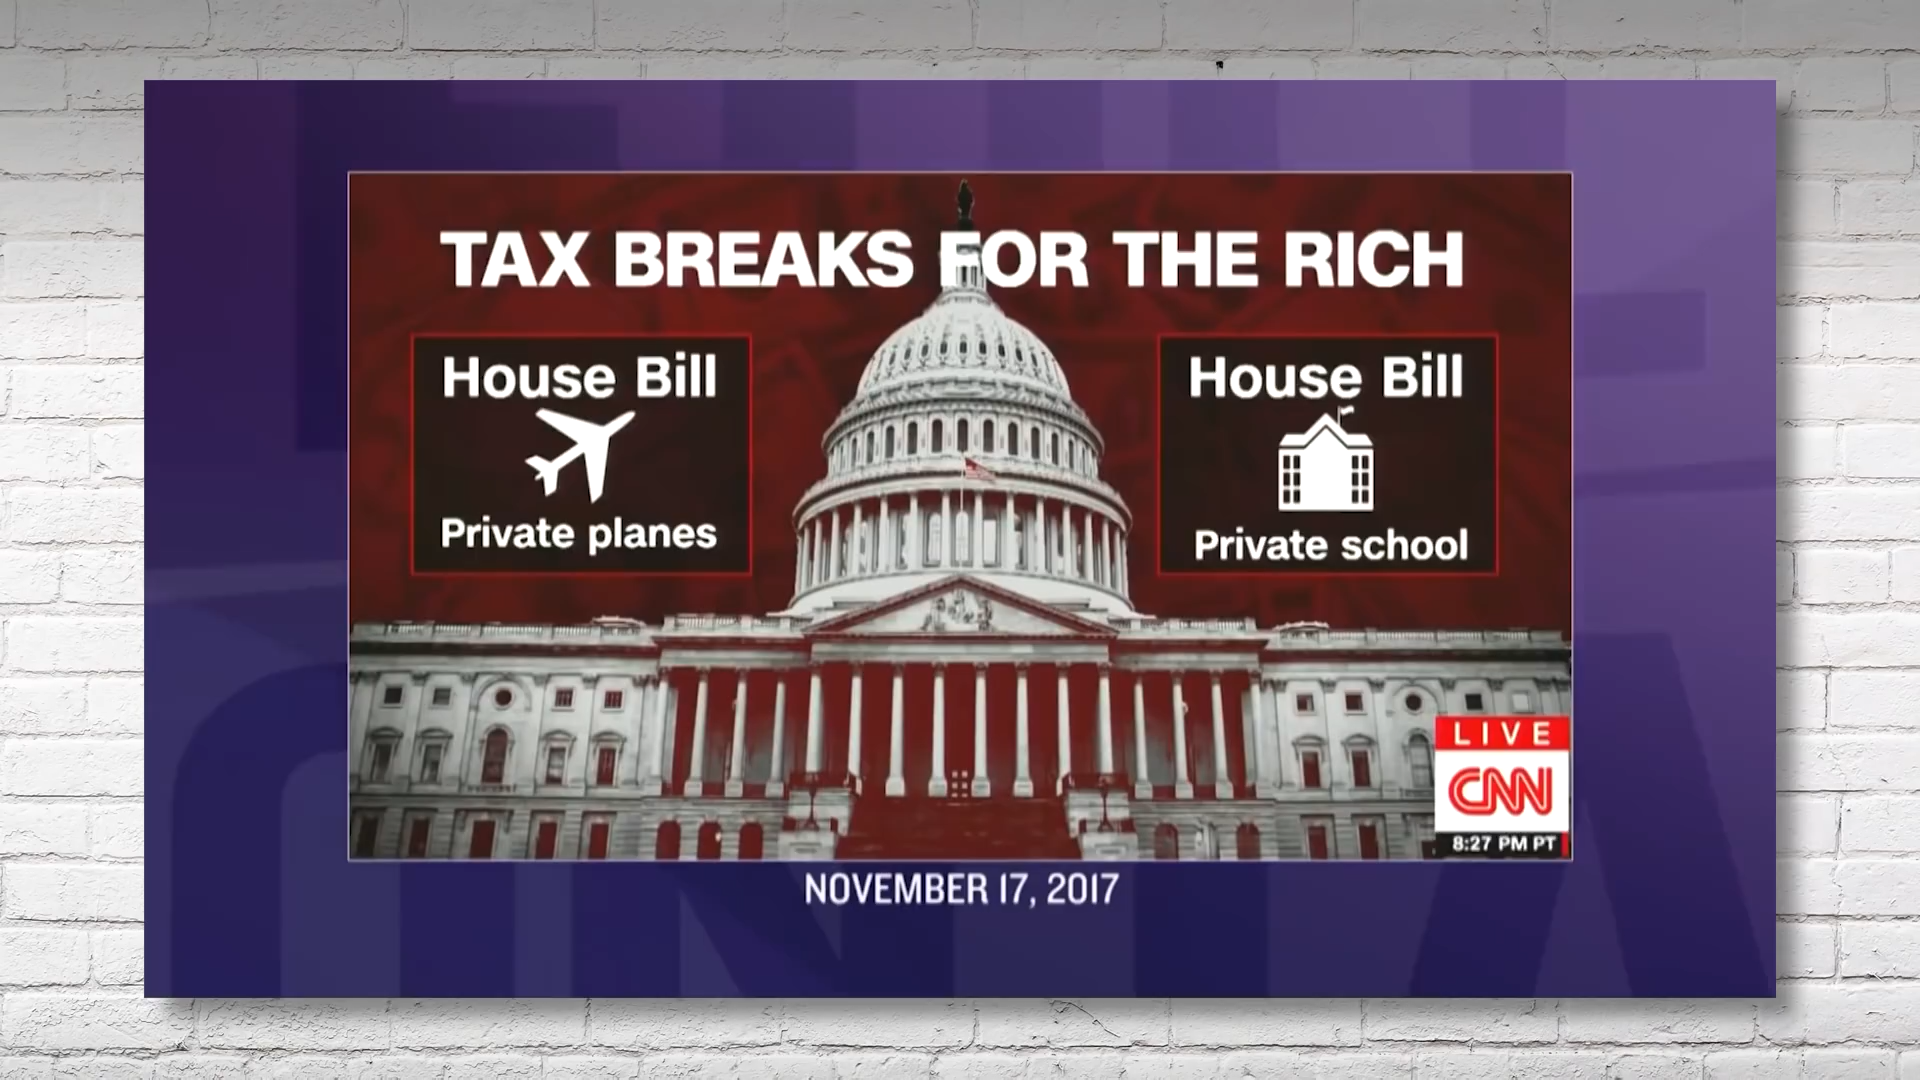 TAX BREAKS FOR THE RICH
House Bill
Private planes
House Bill
Private school
LIVE
CNN
8:27 PM PT
NOVEMBER 17, 2017